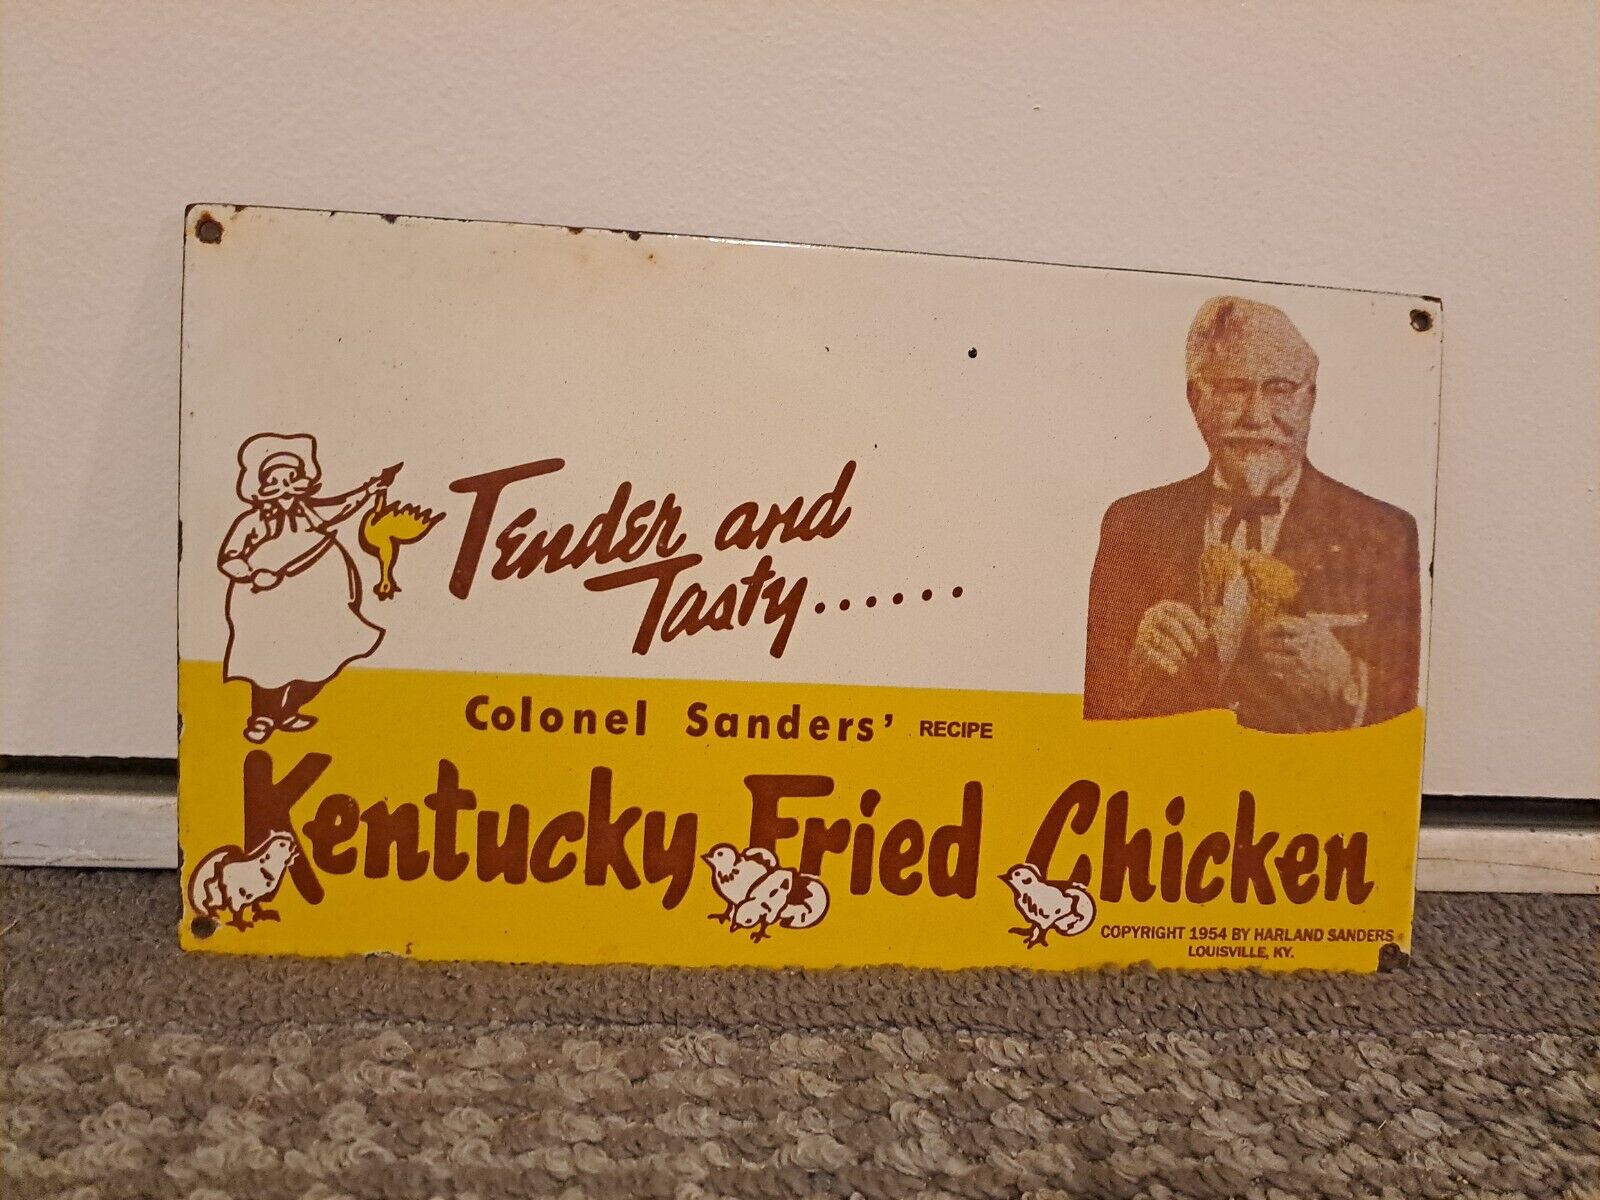 Tender and
Tasty......
Colonel Sanders' RECIPE
Kentucky Fried Chicken
COPYRIGHT 1954 BY HARLAND SANDERS
LOUISVILLE, KY.